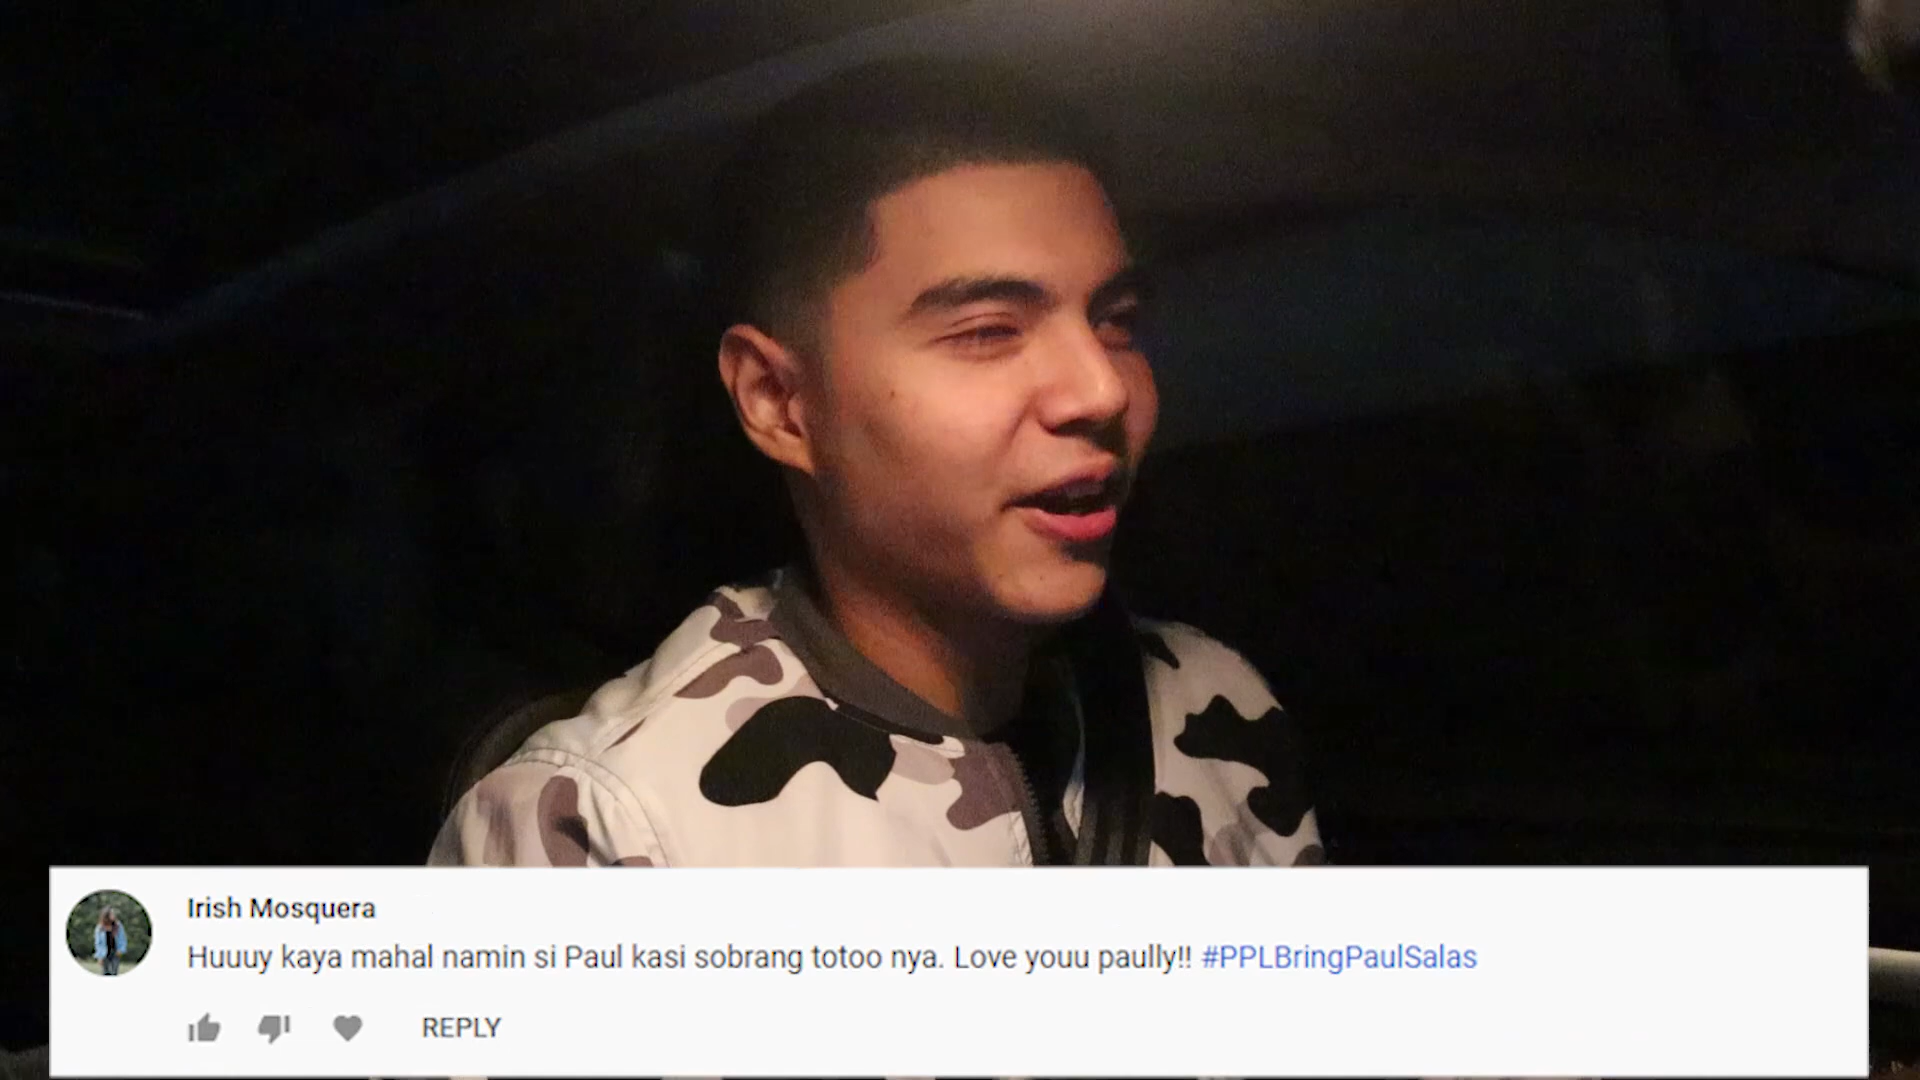 Irish Mosquera
Huuuy kaya mahal namin si Paul kasi sobrang totoo nya. Love youu paully!! #PPLBringPaulSalas
REPLY